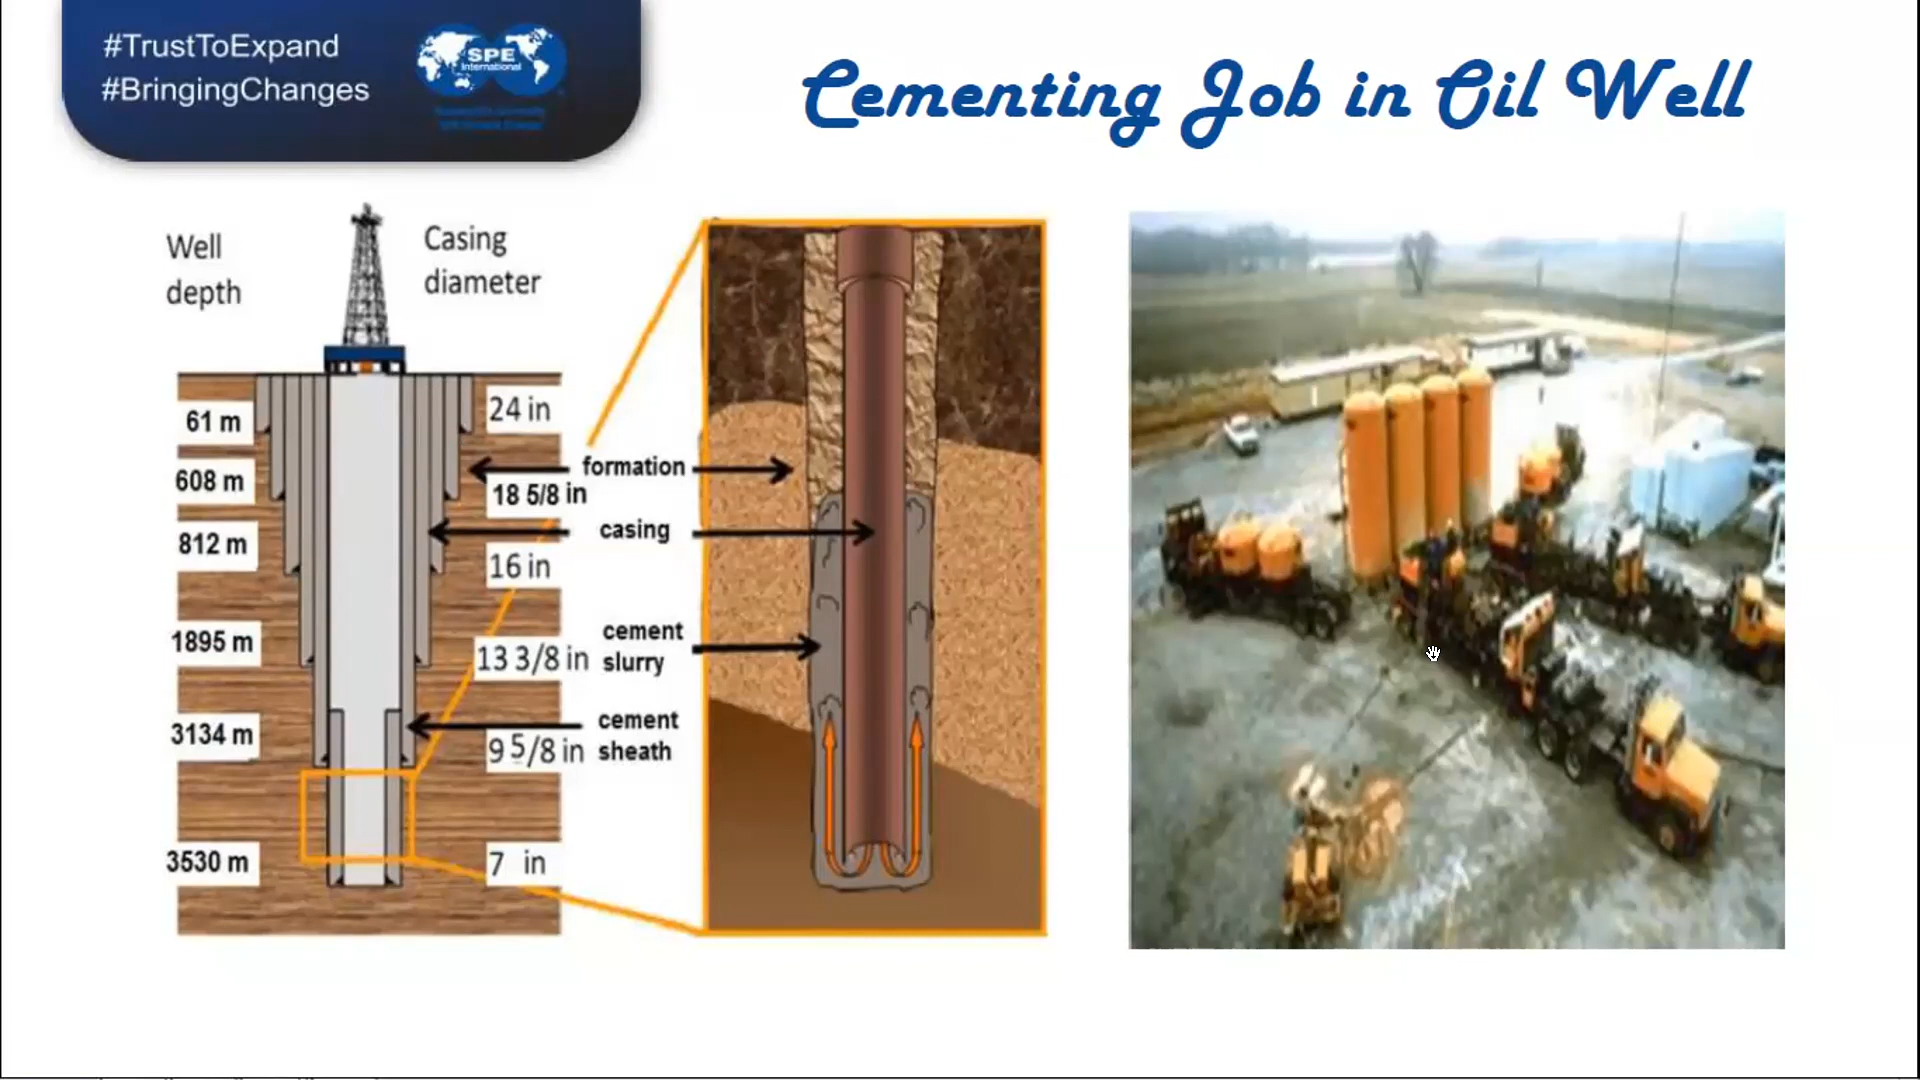 #TrustToExpand
#BringingChanges
SPE
International
Cementing Job in Oil Well
Well
depth
Casing
diameter
61 m
24 in
608 m
formation
18 5/8 in
812 m
casing
16 in
1895 m
cement
slurry
13 3/8 in
3134 m
cement
sheath
9 5/8 in
3530 m
7 in